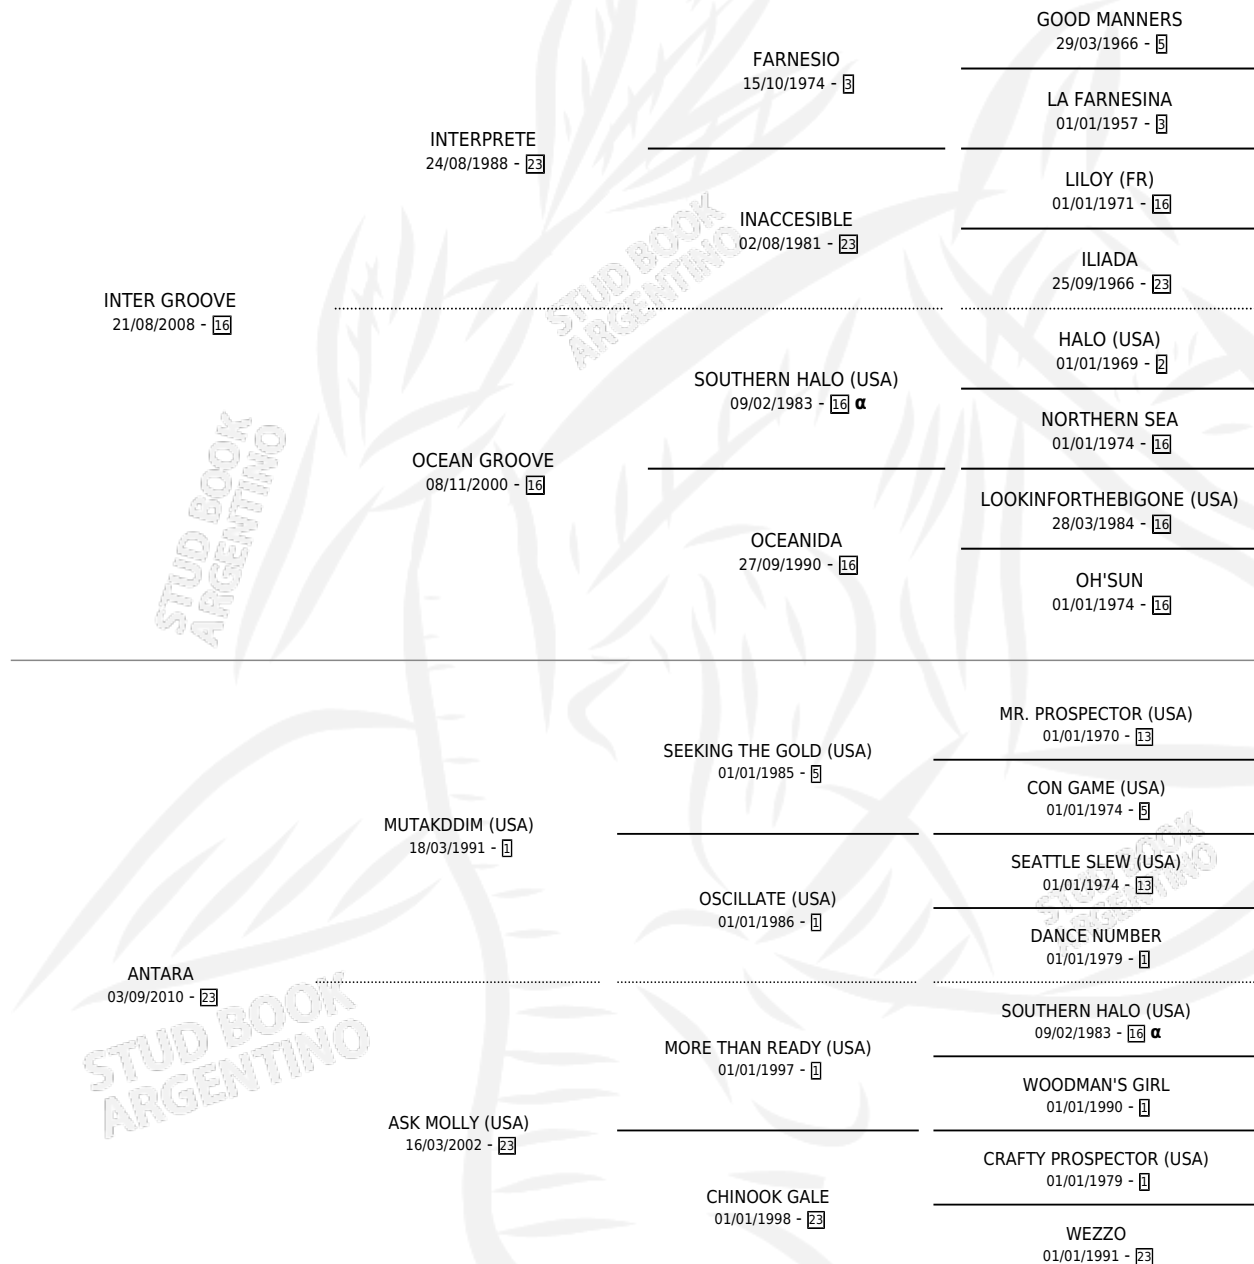 GOOD MANNERS
29/03/1966 - 5
FARNESIO
15/10/1974 - 3
LA FARNESINA
01/01/1957 - 3
INTERPRETE
24/08/1988 - 23
LILOY (FR)
01/01/1971 - 16
INACCESIBLE
02/08/1981 - 23
ILIADA
25/09/1966 - 23
INTER GROOVE
21/08/2008 - 16
HALO (USA)
01/01/1969 - 2
SOUTHERN HALO (USA)
09/02/1983 - 16 α
NORTHERN SEA
01/01/1974 - 16
OCEAN GROOVE
08/11/2000 - 16
LOOKINFORTHEBIGONE (USA)
28/03/1984 - 16
OCEANIDA
27/09/1990 - 16
OH'SUN
01/01/1974 - 16
MR. PROSPECTOR (USA)
01/01/1970 - 13
SEEKING THE GOLD (USA)
01/01/1985 - 5
CON GAME (USA)
01/01/1974 - 5
MUTAKDDIM (USA)
18/03/1991 - 1
SEATTLE SLEW (USA)
01/01/1974 - 13
OSCILLATE (USA)
01/01/1986 - 1
DANCE NUMBER
01/01/1979 - 1
ANTARA
03/09/2010 - 23
SOUTHERN HALO (USA)
09/02/1983 - 16 α
MORE THAN READY (USA)
01/01/1997 - 1
WOODMAN'S GIRL
01/01/1990 - 1
ASK MOLLY (USA)
16/03/2002 - 23
CRAFTY PROSPECTOR (USA)
01/01/1979 - 1
CHINOOK GALE
01/01/1998 - 23
WEZZO
01/01/1991 - 23
STUD BOOK
ARGENTINO
STUD BOOK
ARGENTINO
STUD BOOK
ARGENTINO
STUD BOOK
ARGENTINO